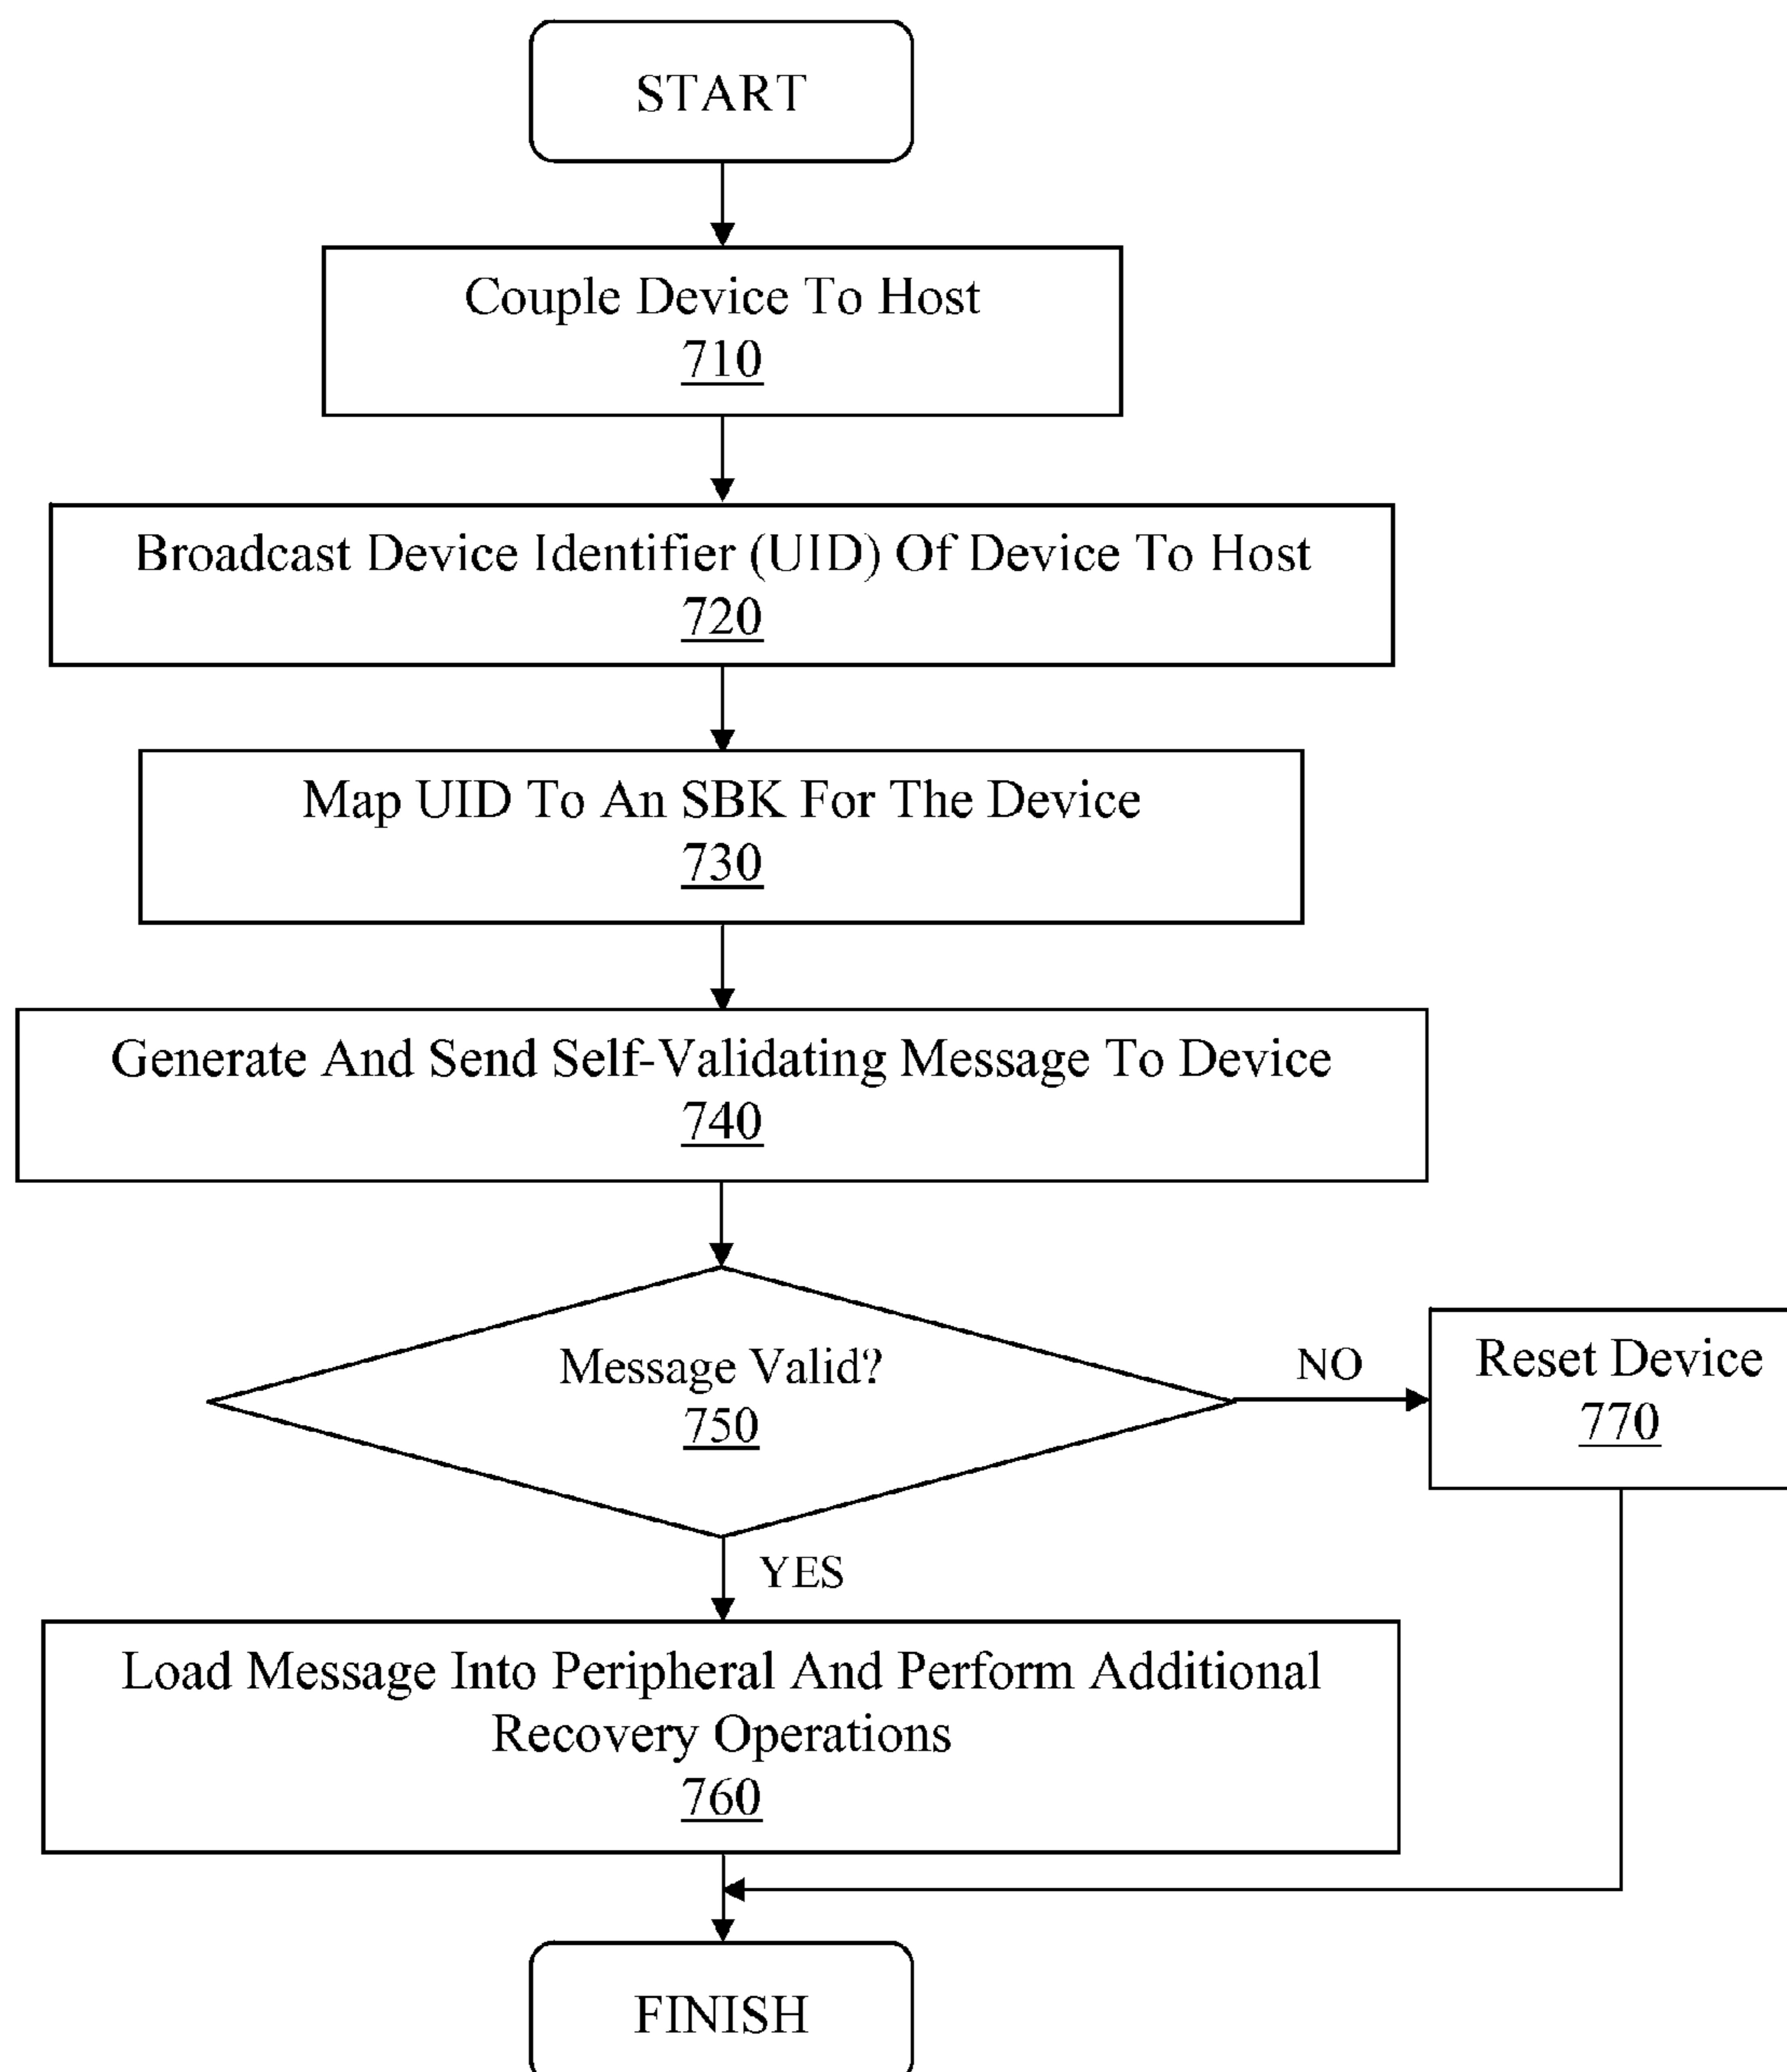 START
Couple Device To Host
710
Broadcast Device Identifier (UID) Of Device To Host
720
Map UID To An SBK For The Device
730
Generate And Send Self-Validating Message To Device
740
Message Valid?
750
NO
Reset Device
770
YES
Load Message Into Peripheral And Perform Additional
Recovery Operations
760
FINISH